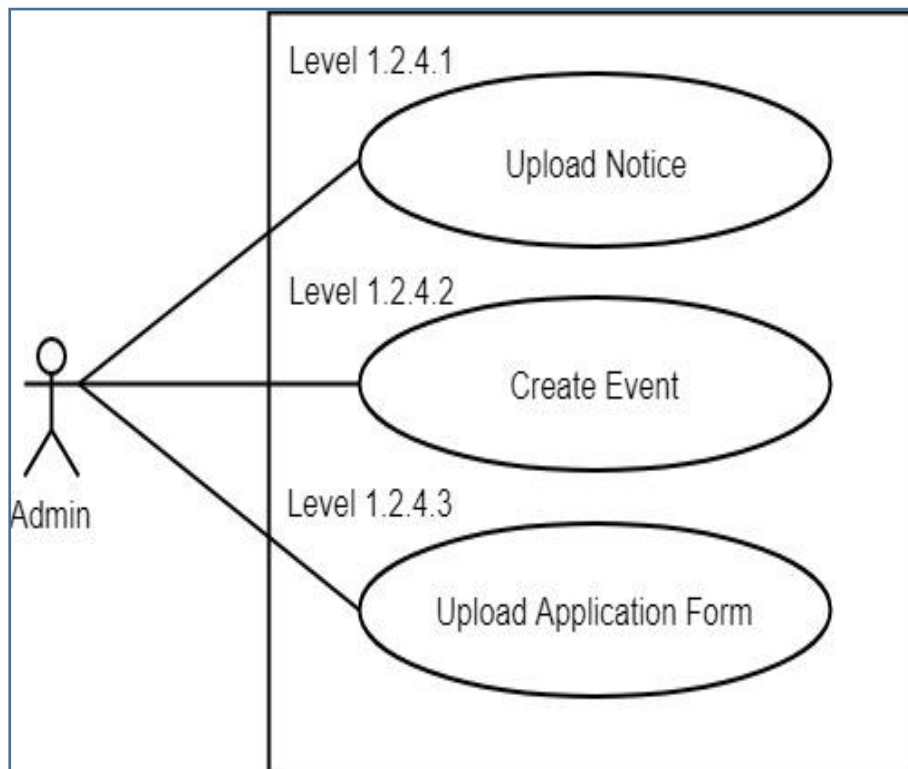 Level 1.2.4.1
Upload Notice
Level 1.2.4.2
Create Event
Admin
Level 1.2.4.3
Upload Application Form